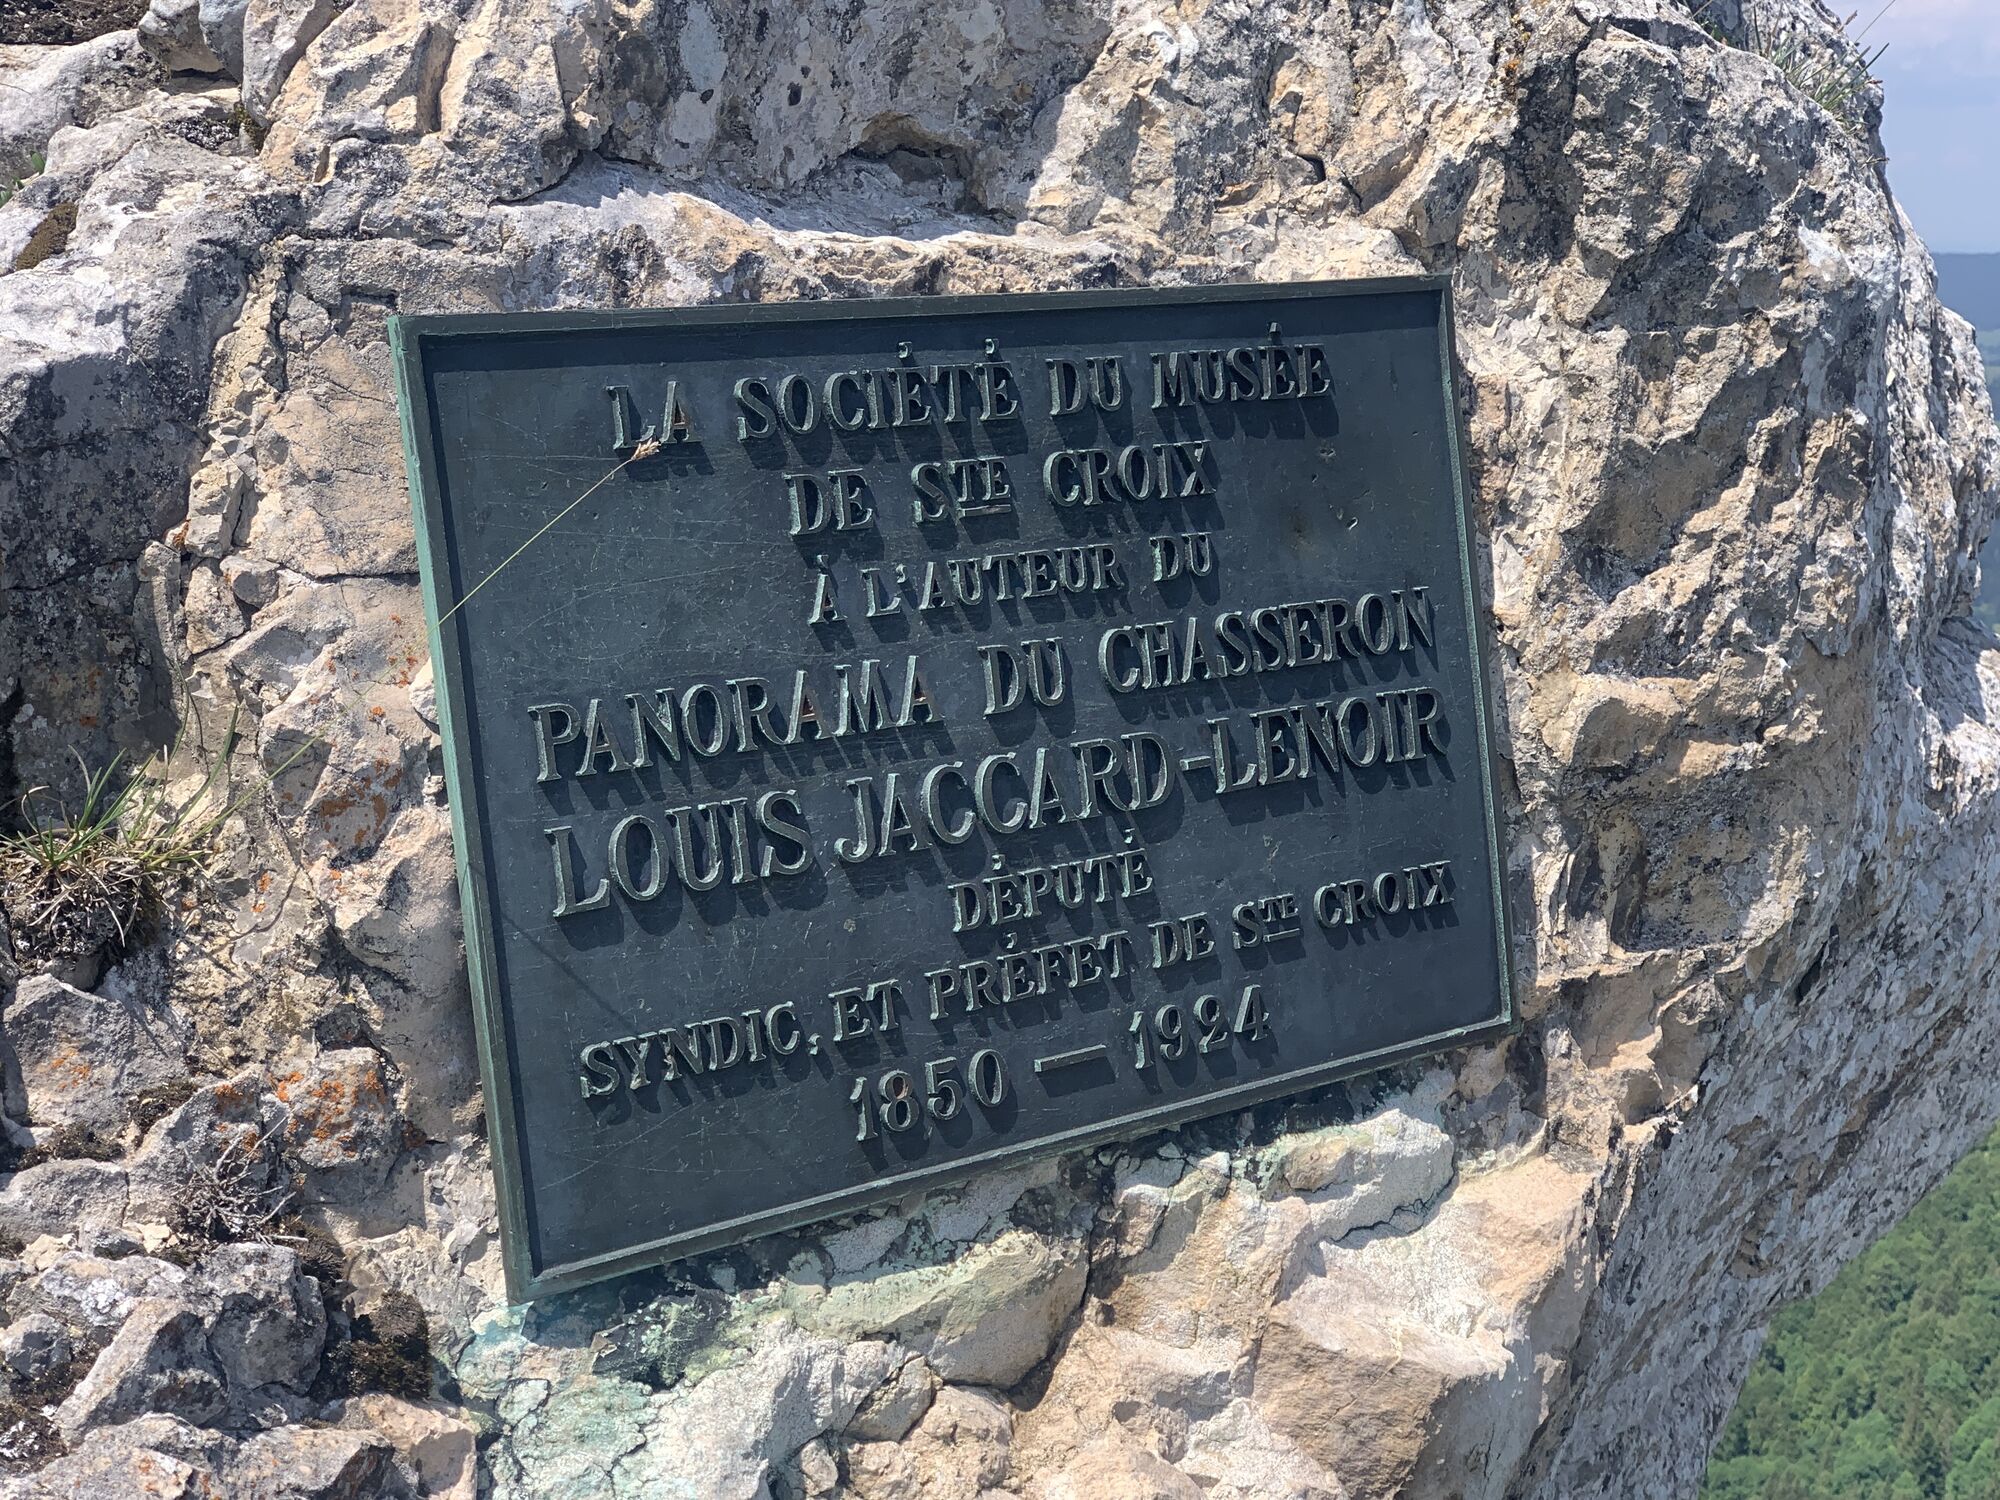 LA SOCIÉTÉ DU MUSÉE
DE STE CROIX
À L'AUTEUR DU
PANORAMA DU CHASSERON
LOUIS JACCARD-LENOIR
DÉPUTÉ
SYNDIC, ET PRÉFET DE STE CROIX
1850 — 1924